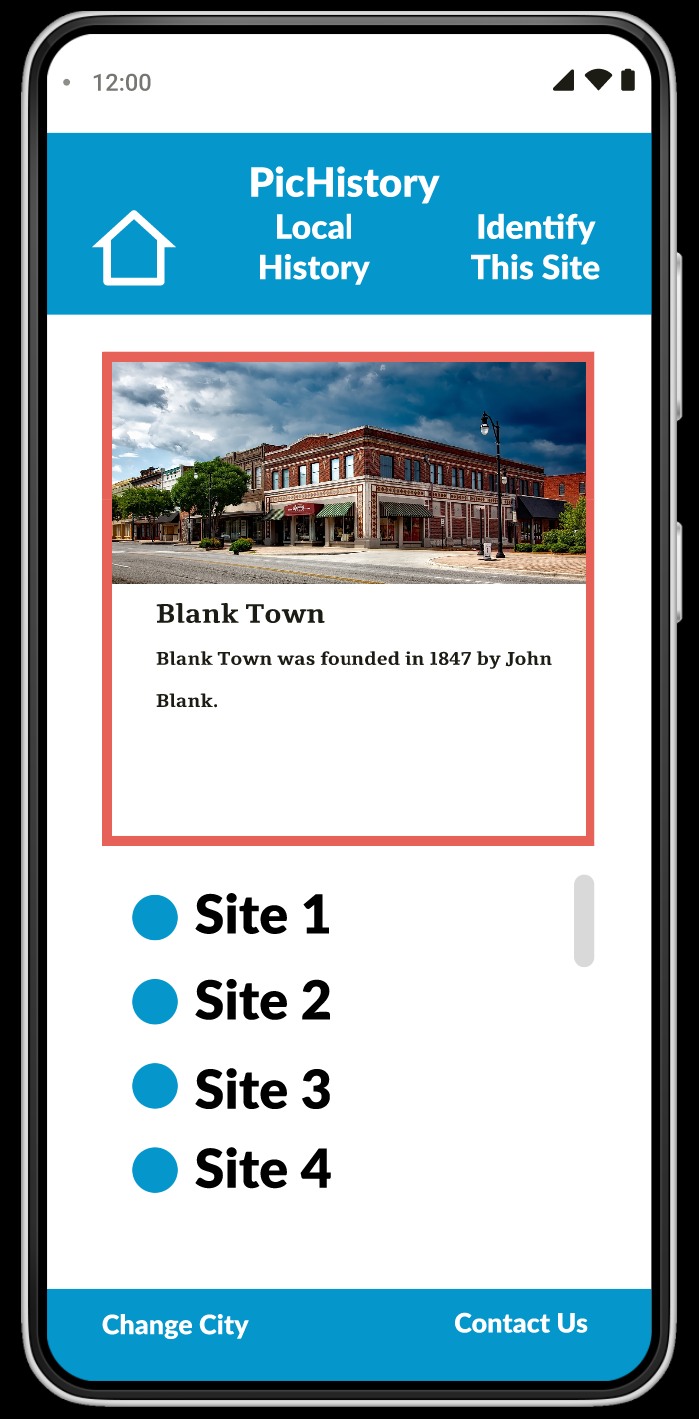 12:00
PicHistory
Local
History
Identify
This Site
Blank Town
Blank Town was founded in 1847 by John
Blank.
Site 1
Site 2
Site 3
Site 4
Change City
Contact Us